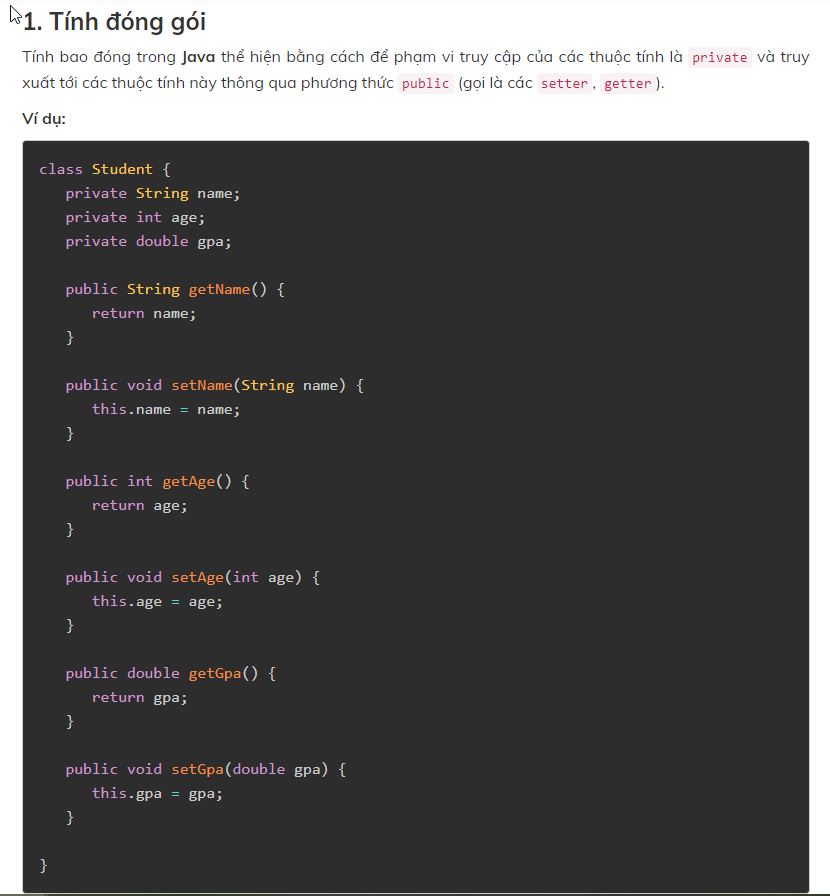 1. Tính đóng gói
Tính bao đóng trong Java thể hiện bằng cách để phạm vi truy cập của các thuộc tính là private và truy
xuất tới các thuộc tính này thông qua phương thức public (gọi là các setter, getter).
Ví dụ:
class Student {
   private String name;
   private int age;
   private double gpa;

   public String getName() {
      return name;
   }

   public void setName(String name) {
      this.name = name;
   }

   public int getAge() {
      return age;
   }

   public void setAge(int age) {
      this.age = age;
   }

   public double getGpa() {
      return gpa;
   }

   public void setGpa(double gpa) {
      this.gpa = gpa;
   }

}